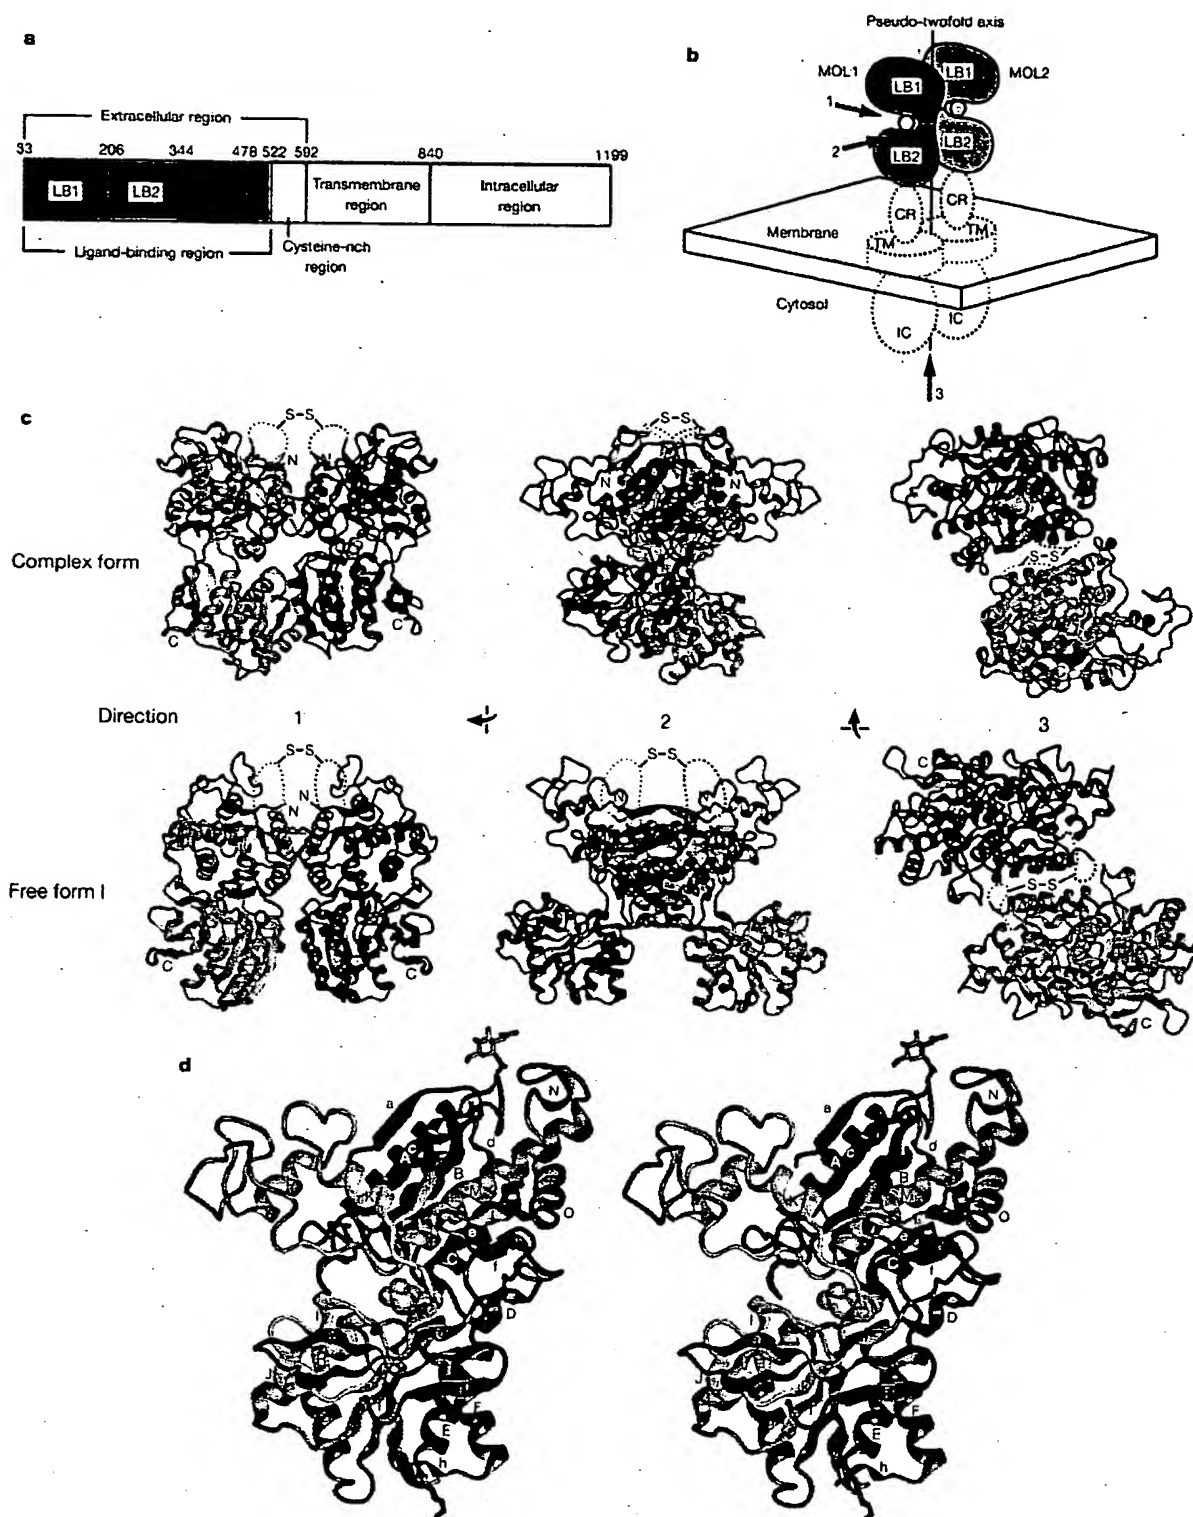 a
Extracellular region
33 206 344 478 522 592 840 1199
LB1 LB2 Transmembrane region Intracellular region
Ligand-binding region
Cysteine-rich region
b
Pseudo-twofold axis
MOL1 LB1 LB1 MOL2
1
2
LB2 LB2
CR CR
Membrane TM TM
Cytosol
IC IC
3
c
S-S S-S
N N N
S-S
Complex form
C C
Direction 1 2 3
S-S S-S
C
N N
S-S
Free form I
C C
C
d
a N a N
d d
A c A c
B B
K M K M
O O
e e
C C
f f
D D
I I
J J
F F
E E
h h